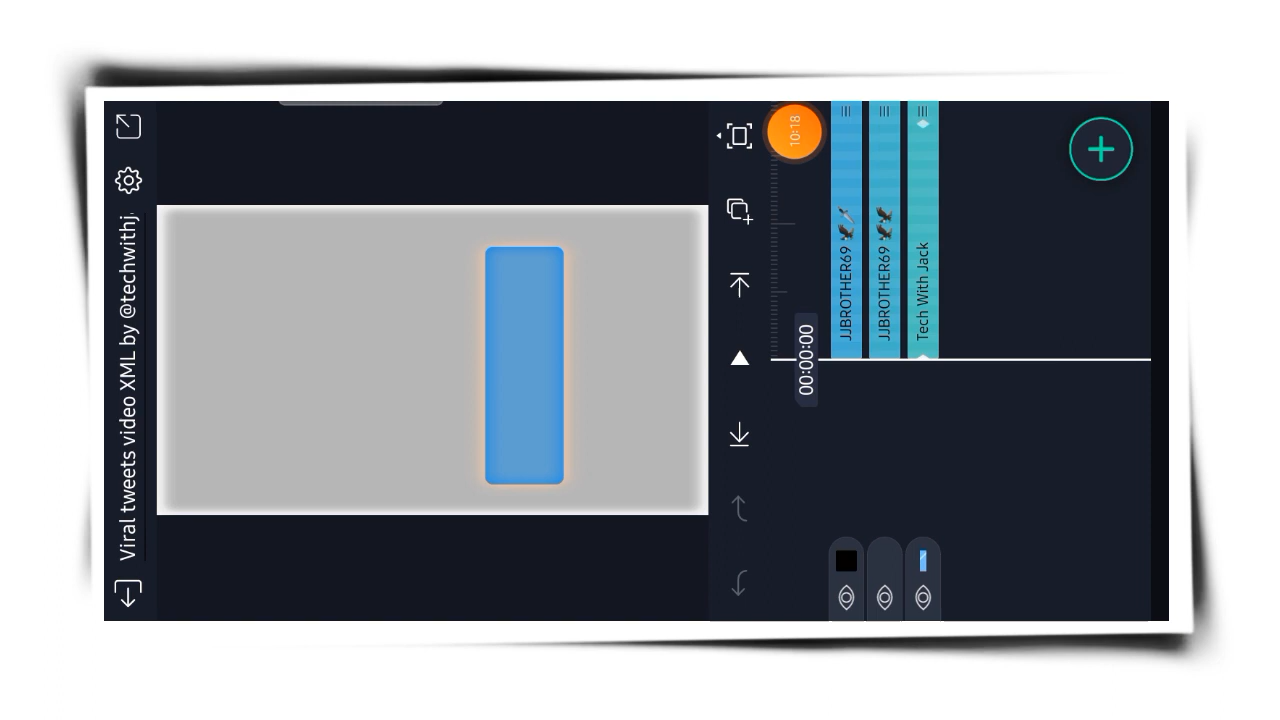 Viral tweets video XML by @techwithj
10:18
00:00:00
JJBROTHER69
JJBROTHER69
Tech With Jack